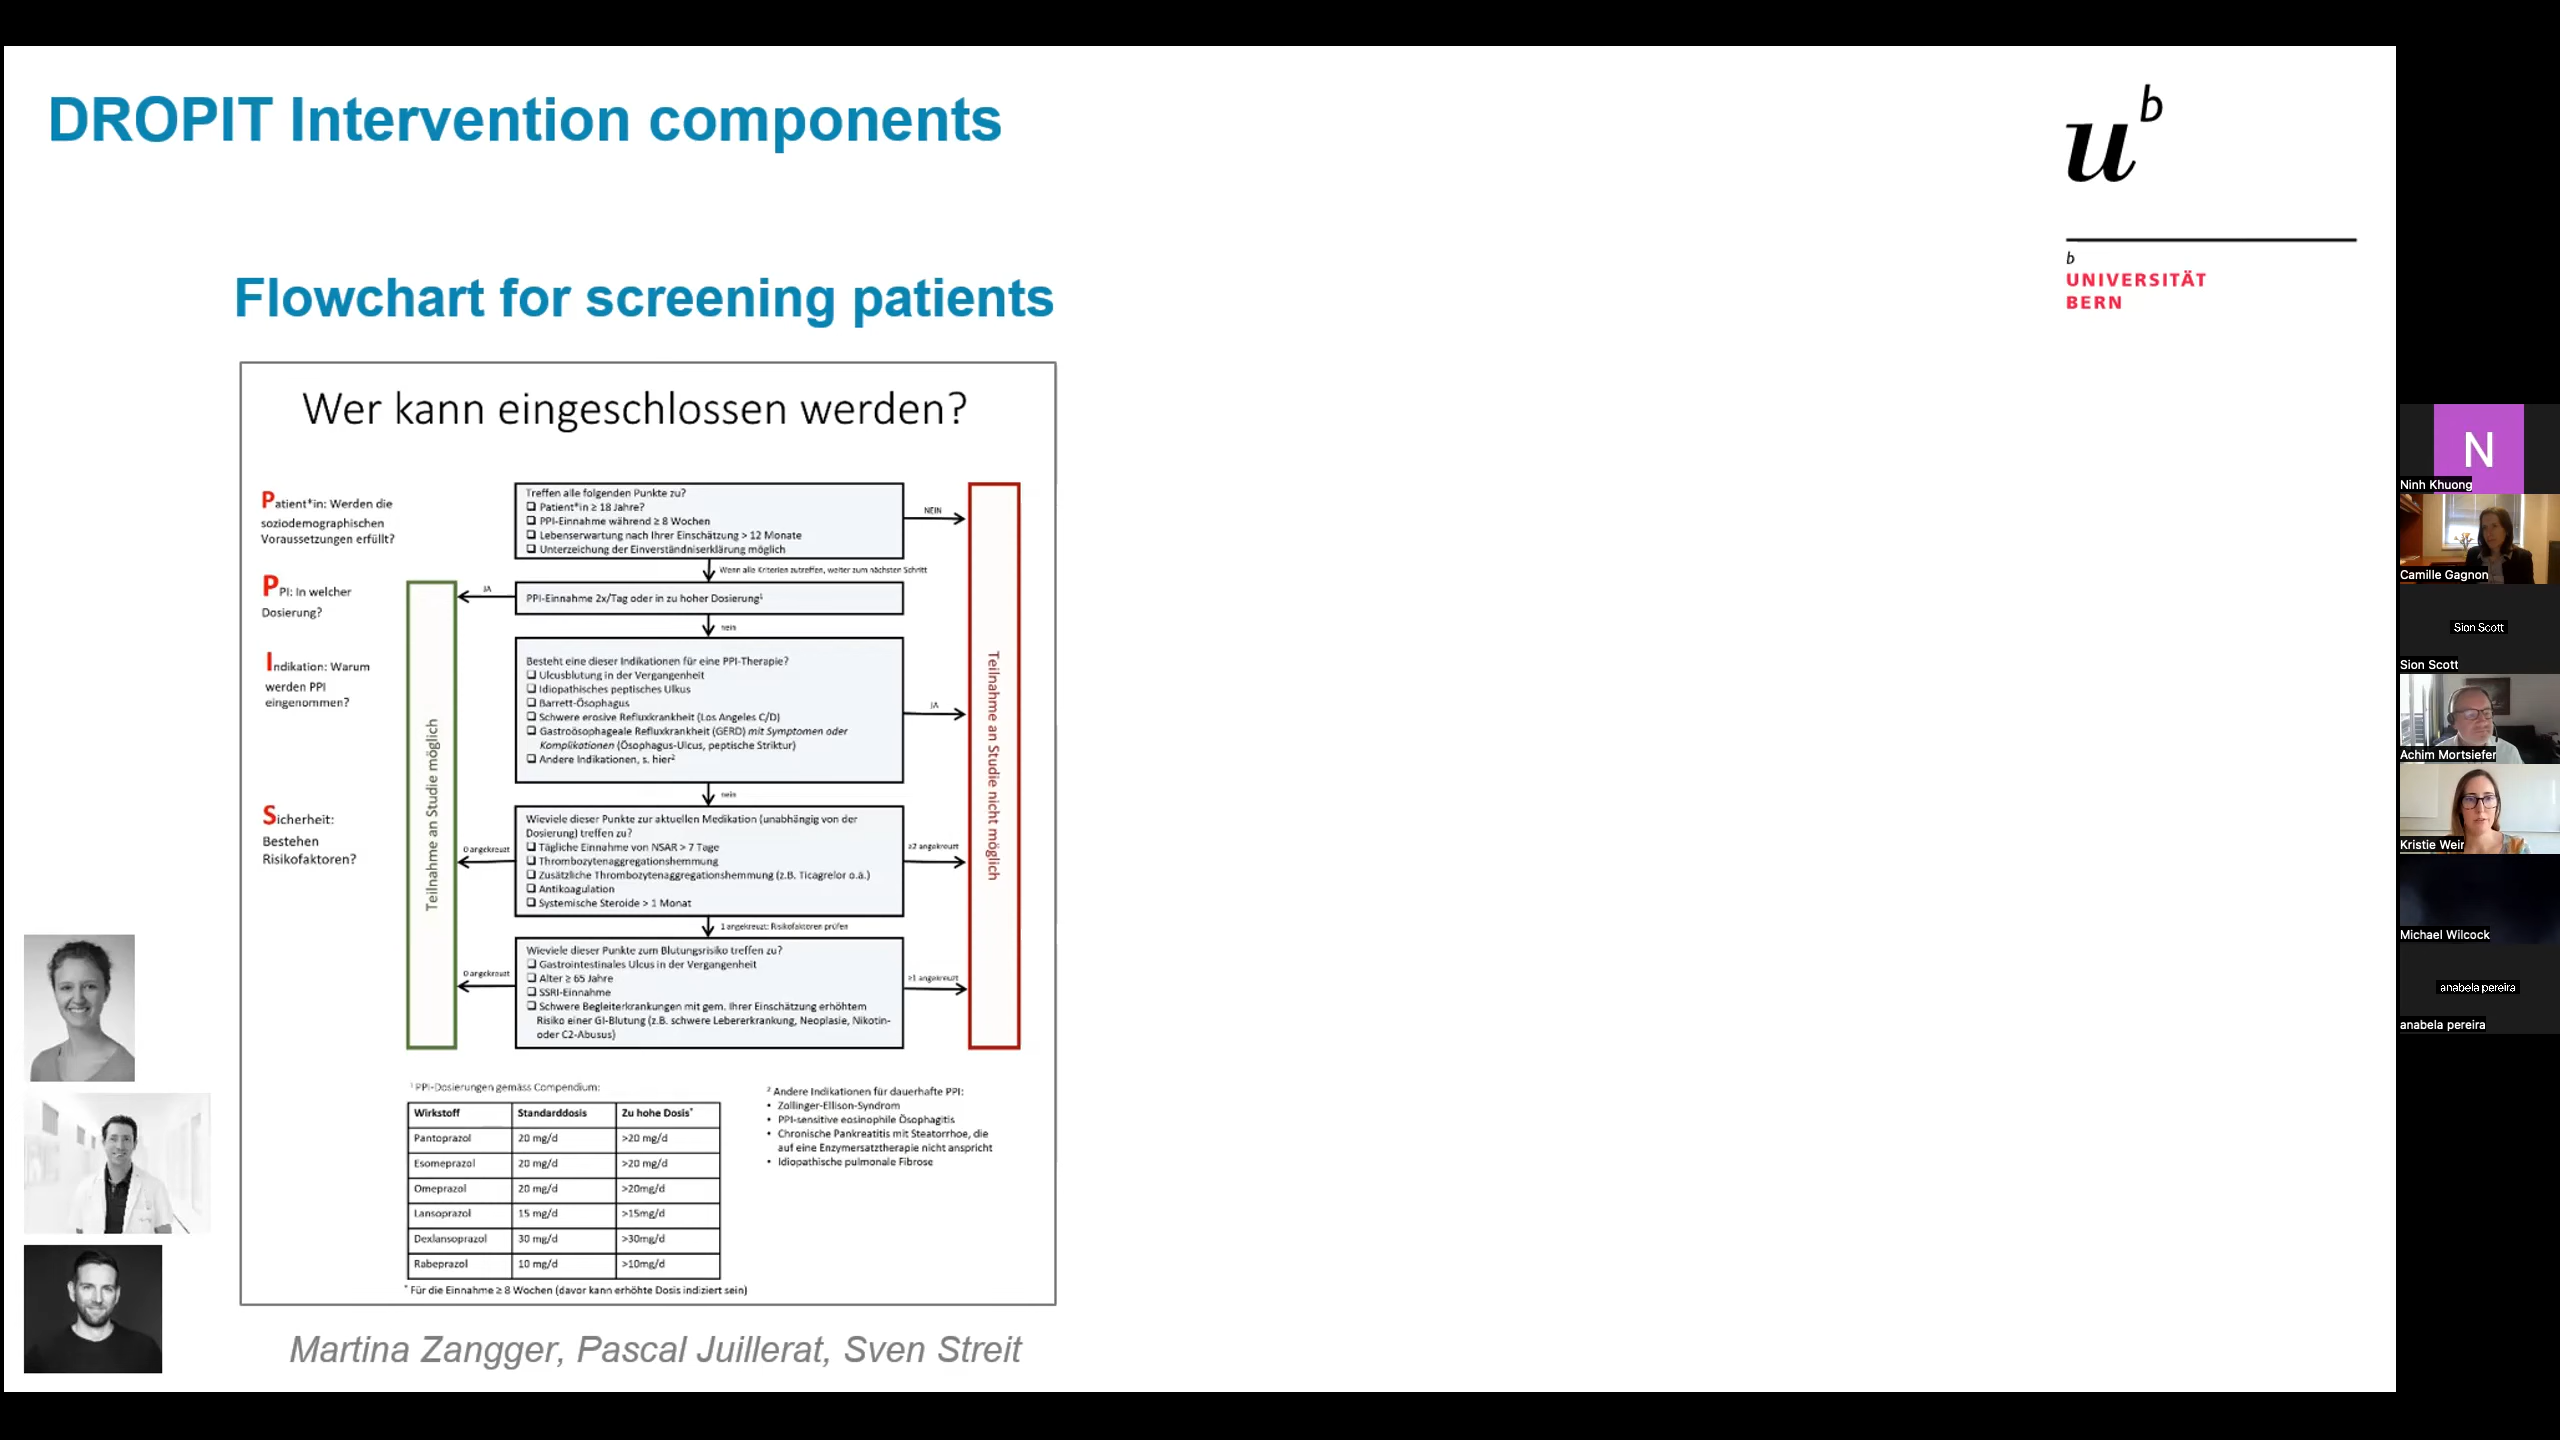 DROPIT Intervention components
u
b
b
UNIVERSITÄT
BERN
Flowchart for screening patients
Wer kann eingeschlossen werden?
Patient*in: Werden die
soziodemographischen
Voraussetzungen erfüllt?
Treffen alle folgenden Punkte zu?
Patient*in ≥ 18 Jahre?
PPI-Einnahme während ≥ 8 Wochen
Lebenserwartung nach Ihrer Einschätzung > 12 Monate
Unterzeichung der Einverständniserklärung möglich
NEIN
Wenn alle Kriterien zutreffen, weiter zum nächsten Schritt
PPI: In welcher
Dosierung?
JA
PPI-Einnahme 2x/Tag oder in zu hoher Dosierung¹
nein
Indikation: Warum
werden PPI
eingenommen?
Besteht eine dieser Indikationen für eine PPI-Therapie?
Ulcusblutung in der Vergangenheit
Idiopathisches peptisches Ulkus
Barrett-Ösophagus
Schwere erosive Refluxkrankheit (Los Angeles C/D)
Gastroösophageale Refluxkrankheit (GERD) mit Symptomen oder
Komplikationen (Ösophagus-Ulcus, peptische Striktur)
Andere Indikationen, s. hier²
JA
nein
Sicherheit:
Bestehen
Risikofaktoren?
Wieviele dieser Punkte zur aktuellen Medikation (unabhängig von der
Dosierung) treffen zu?
Tägliche Einnahme von NSAR > 7 Tage
Thrombozytenaggregationshemmung
Zusätzliche Thrombozytenaggregationshemmung (z.B. Ticagrelor o.ä.)
Antikoagulation
Systemische Steroide > 1 Monat
0 angekreuzt
≥2 angekreuzt
1 angekreuzt: Risikofaktoren prüfen
Wieviele dieser Punkte zum Blutungsrisiko treffen zu?
Gastrointestinales Ulcus in der Vergangenheit
Alter ≥ 65 Jahre
SSRI-Einnahme
Schwere Begleiterkrankungen mit gem. Ihrer Einschätzung erhöhtem
Risiko einer GI-Blutung (z.B. schwere Lebererkrankung, Neoplasie, Nikotin-
oder C2-Abusus)
0 angekreuzt
≥1 angekreuzt
Teilnahme an Studie möglich
Teilnahme an Studie nicht möglich
¹ PPI-Dosierungen gemäss Compendium:
Wirkstoff Standarddosis Zu hohe Dosis*
Pantoprazol 20 mg/d >20 mg/d
Esomeprazol 20 mg/d >20 mg/d
Omeprazol 20 mg/d >20mg/d
Lansoprazol 15 mg/d >15mg/d
Dexlansoprazol 30 mg/d >30mg/d
Rabeprazol 10 mg/d >10mg/d
* Für die Einnahme ≥ 8 Wochen (davor kann erhöhte Dosis indiziert sein)
² Andere Indikationen für dauerhafte PPI:
• Zollinger-Ellison-Syndrom
• PPI-sensitive eosinophile Ösophagitis
• Chronische Pankreatitis mit Steatorrhoe, die
auf eine Enzymersatztherapie nicht anspricht
• Idiopathische pulmonale Fibrose
Martina Zangger, Pascal Juillerat, Sven Streit
N
Ninh Khuong
Camille Gagnon
Sion Scott
Sion Scott
Achim Mortsiefer
Kristie Weir
Michael Wilcock
anabela pereira
anabela pereira